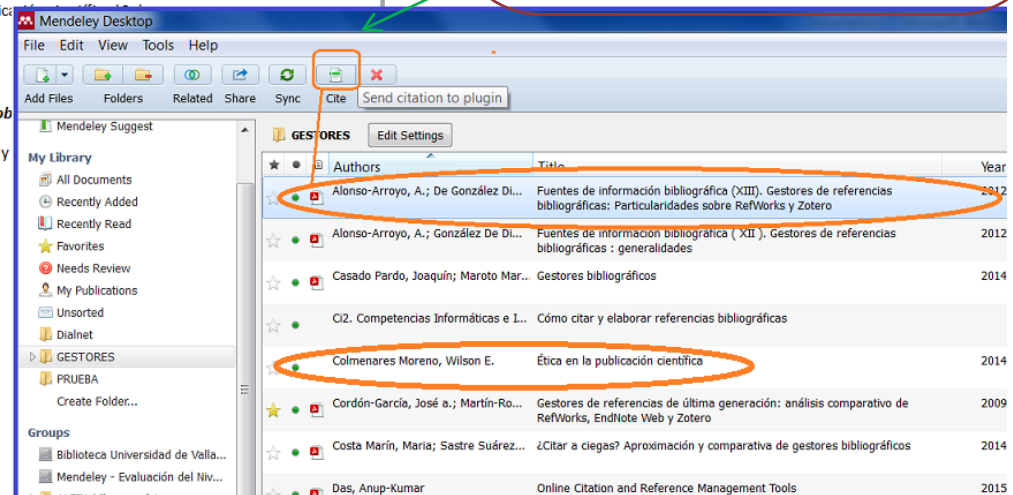 Mendeley Desktop
File Edit View Tools Help
Add Files Folders Related Share Sync Cite Send citation to plugin
ob
y
Mendeley Suggest
My Library
All Documents
Recently Added
Recently Read
Favorites
Needs Review
My Publications
Unsorted
Dialnet
GESTORES
PRUEBA
Create Folder...
Groups
Biblioteca Universidad de Valla...
Mendeley - Evaluación del Niv...
GESTORES Edit Settings
Authors Title Year
Alonso-Arroyo, A.; De González Di... Fuentes de información bibliográfica (XIII). Gestores de referencias 2012
bibliográficas: Particularidades sobre RefWorks y Zotero
Alonso-Arroyo, A.; González De Di... Fuentes de información bibliográfica ( XII ). Gestores de referencias 2012
bibliográficas : generalidades
Casado Pardo, Joaquín; Maroto Mar... Gestores bibliográficos 2014
Ci2. Competencias Informáticas e I... Cómo citar y elaborar referencias bibliográficas
Colmenares Moreno, Wilson E. Ética en la publicación científica 2014
Cordón-García, José a.; Martín-Ro... Gestores de referencias de última generación: análisis comparativo de 2009
RefWorks, EndNote Web y Zotero
Costa Marín, Maria; Sastre Suárez... ¿Citar a ciegas? Aproximación y comparativa de gestores bibliográficos 2014
Das, Anup-Kumar Online Citation and Reference Management Tools 2015